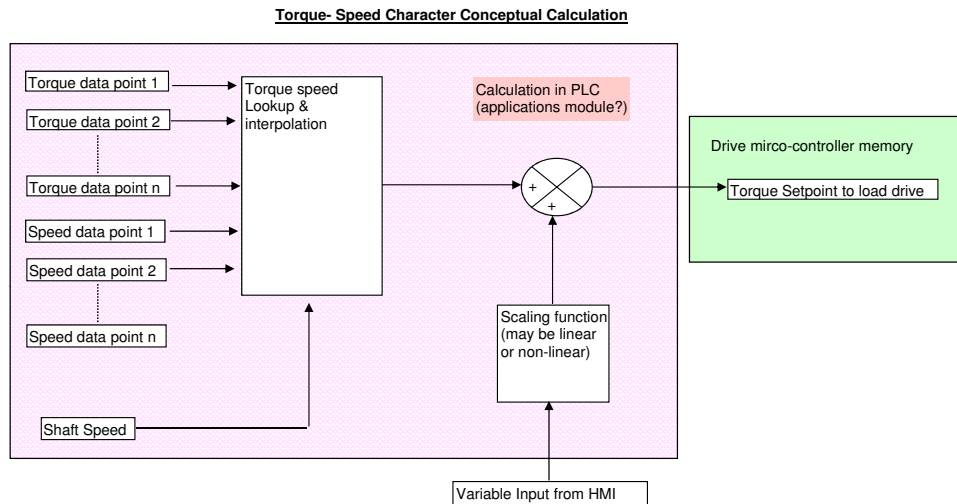 Torque- Speed Character Conceptual Calculation
Torque data point 1
Torque data point 2
Torque data point n
Speed data point 1
Speed data point 2
Speed data point n
Shaft Speed
Torque speed
Lookup &
interpolation
Calculation in PLC
(applications module?)
+
+
Scaling function
(may be linear
or non-linear)
Variable Input from HMI
Drive mirco-controller memory
Torque Setpoint to load drive